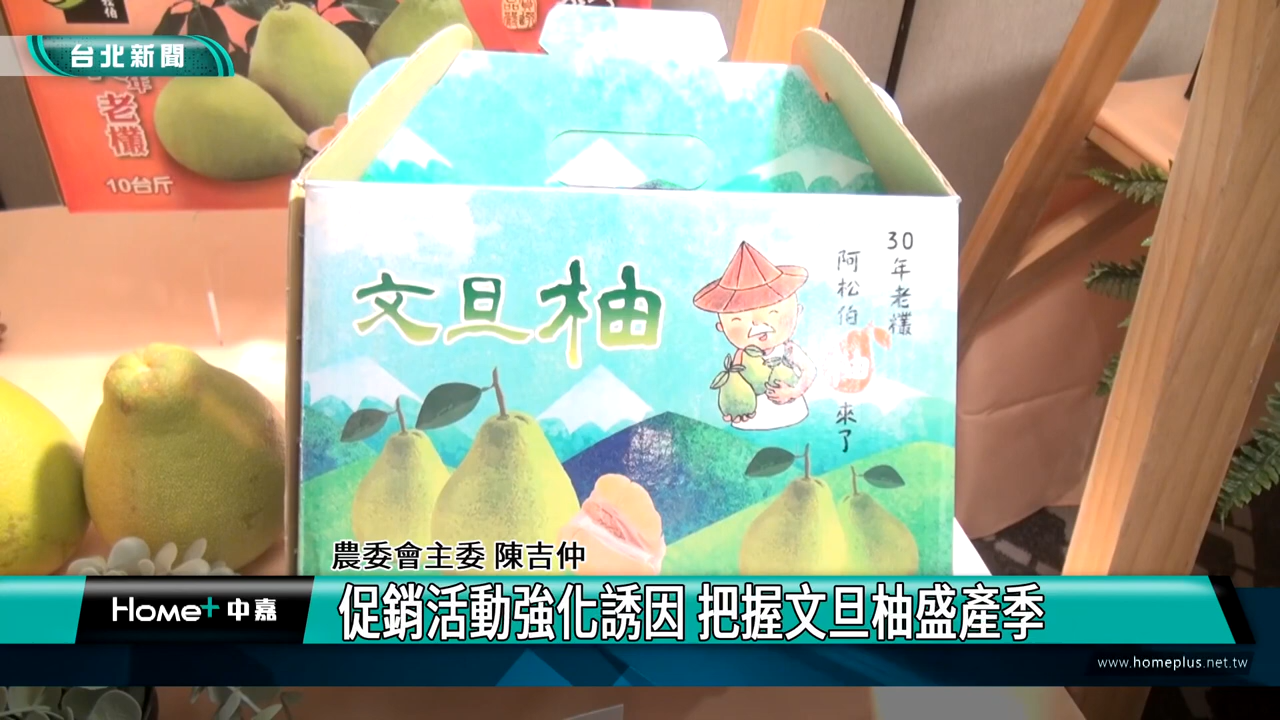 台北新聞
老欉
10台斤
文旦柚
30年老欉
阿松伯
來了
農委會主委 陳吉仲
促銷活動強化誘因 把握文旦柚盛產季
Home+ 中嘉
www.homeplus.net.tw